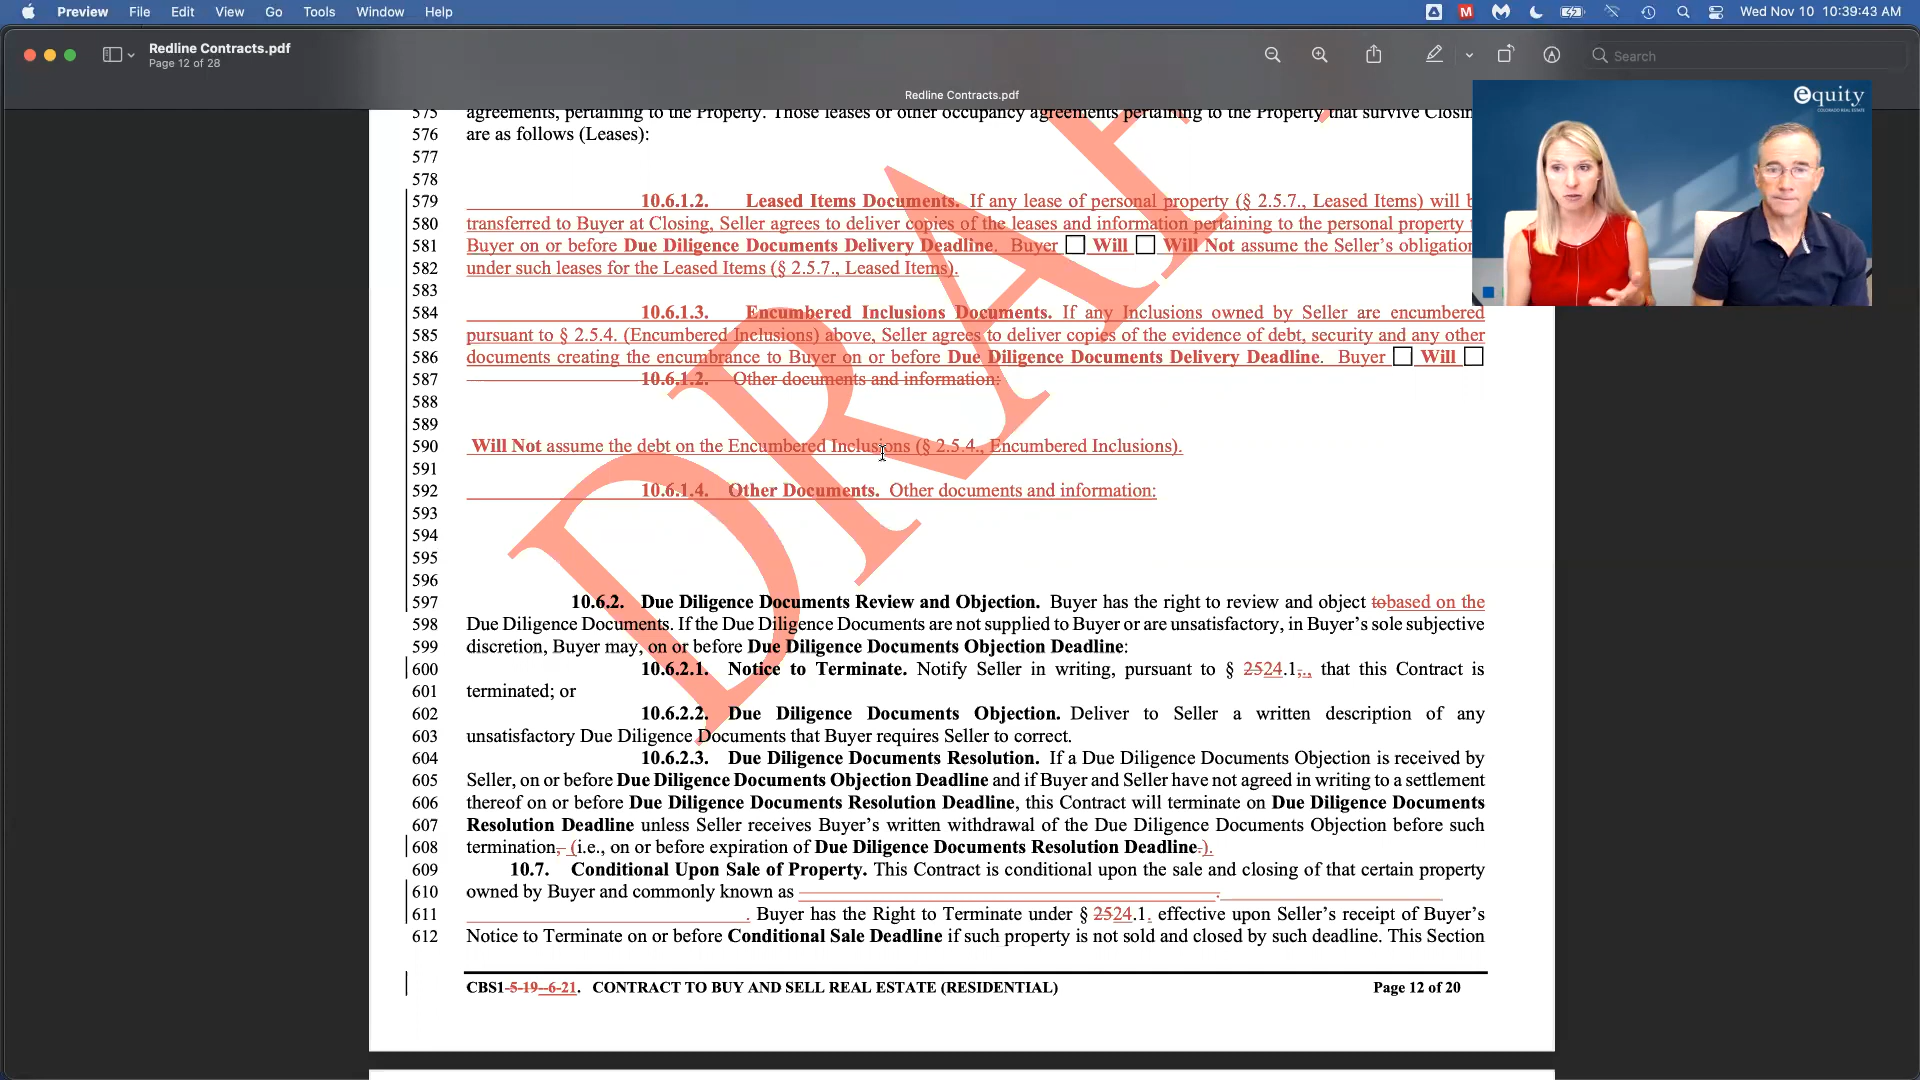 Preview File Edit View Go Tools Window Help Wed Nov 10 10:39:43 AM
Redline Contracts.pdf
Page 12 of 28
Search
Redline Contracts.pdf
equity
COLORADO REAL ESTATE
575 agreements, pertaining to the Property. Those leases or other occupancy agreements pertaining to the Property that survive Closing
576 are as follows (Leases):
577
578
579 10.6.1.2. Leased Items Documents. If any lease of personal property (§ 2.5.7., Leased Items) will
580 transferred to Buyer at Closing, Seller agrees to deliver copies of the leases and information pertaining to the personal property
581 Buyer on or before Due Diligence Documents Delivery Deadline. Buyer Will Will Not assume the Seller's obligation
582 under such leases for the Leased Items (§ 2.5.7., Leased Items).
583
584 10.6.1.3. Encumbered Inclusions Documents. If any Inclusions owned by Seller are encumbered
585 pursuant to § 2.5.4. (Encumbered Inclusions) above, Seller agrees to deliver copies of the evidence of debt, security and any other
586 documents creating the encumbrance to Buyer on or before Due Diligence Documents Delivery Deadline. Buyer Will
587 10.6.1.2. Other documents and information:
588
589
590 Will Not assume the debt on the Encumbered Inclusions (§ 2.5.4., Encumbered Inclusions).
591
592 10.6.1.4. Other Documents. Other documents and information:
593
594
595
596
597 10.6.2. Due Diligence Documents Review and Objection. Buyer has the right to review and object tobased on the
598 Due Diligence Documents. If the Due Diligence Documents are not supplied to Buyer or are unsatisfactory, in Buyer's sole subjective
599 discretion, Buyer may, on or before Due Diligence Documents Objection Deadline:
600 10.6.2.1. Notice to Terminate. Notify Seller in writing, pursuant to § 2524.1,., that this Contract is
601 terminated; or
602 10.6.2.2. Due Diligence Documents Objection. Deliver to Seller a written description of any
603 unsatisfactory Due Diligence Documents that Buyer requires Seller to correct.
604 10.6.2.3. Due Diligence Documents Resolution. If a Due Diligence Documents Objection is received by
605 Seller, on or before Due Diligence Documents Objection Deadline and if Buyer and Seller have not agreed in writing to a settlement
606 thereof on or before Due Diligence Documents Resolution Deadline, this Contract will terminate on Due Diligence Documents
607 Resolution Deadline unless Seller receives Buyer's written withdrawal of the Due Diligence Documents Objection before such
608 termination, (i.e., on or before expiration of Due Diligence Documents Resolution Deadline.).
609 10.7. Conditional Upon Sale of Property. This Contract is conditional upon the sale and closing of that certain property
610 owned by Buyer and commonly known as .
611 . Buyer has the Right to Terminate under § 2524.1. effective upon Seller's receipt of Buyer's
612 Notice to Terminate on or before Conditional Sale Deadline if such property is not sold and closed by such deadline. This Section
CBS1-5-19--6-21. CONTRACT TO BUY AND SELL REAL ESTATE (RESIDENTIAL) Page 12 of 20
DRAF